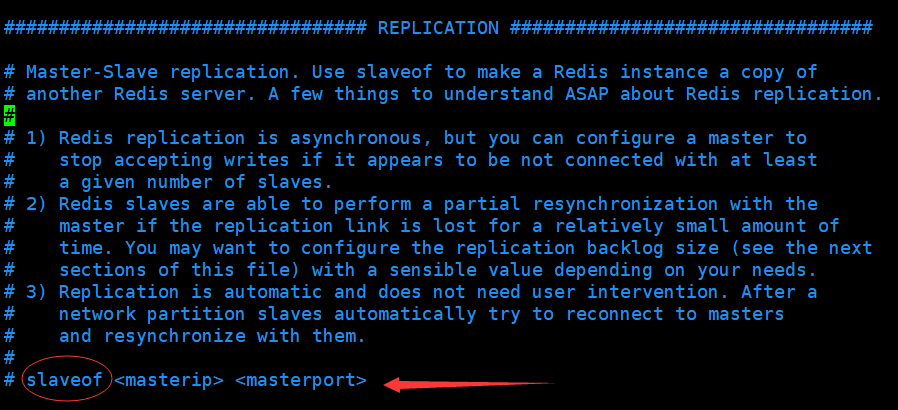 ################################# REPLICATION #################################
# Master-Slave replication. Use slaveof to make a Redis instance a copy of
# another Redis server. A few things to understand ASAP about Redis replication.
#
# 1) Redis replication is asynchronous, but you can configure a master to
#    stop accepting writes if it appears to be not connected with at least
#    a given number of slaves.
# 2) Redis slaves are able to perform a partial resynchronization with the
#    master if the replication link is lost for a relatively small amount of
#    time. You may want to configure the replication backlog size (see the next
#    sections of this file) with a sensible value depending on your needs.
# 3) Replication is automatic and does not need user intervention. After a
#    network partition slaves automatically try to reconnect to masters
#    and resynchronize with them.
#
# slaveof <masterip> <masterport>